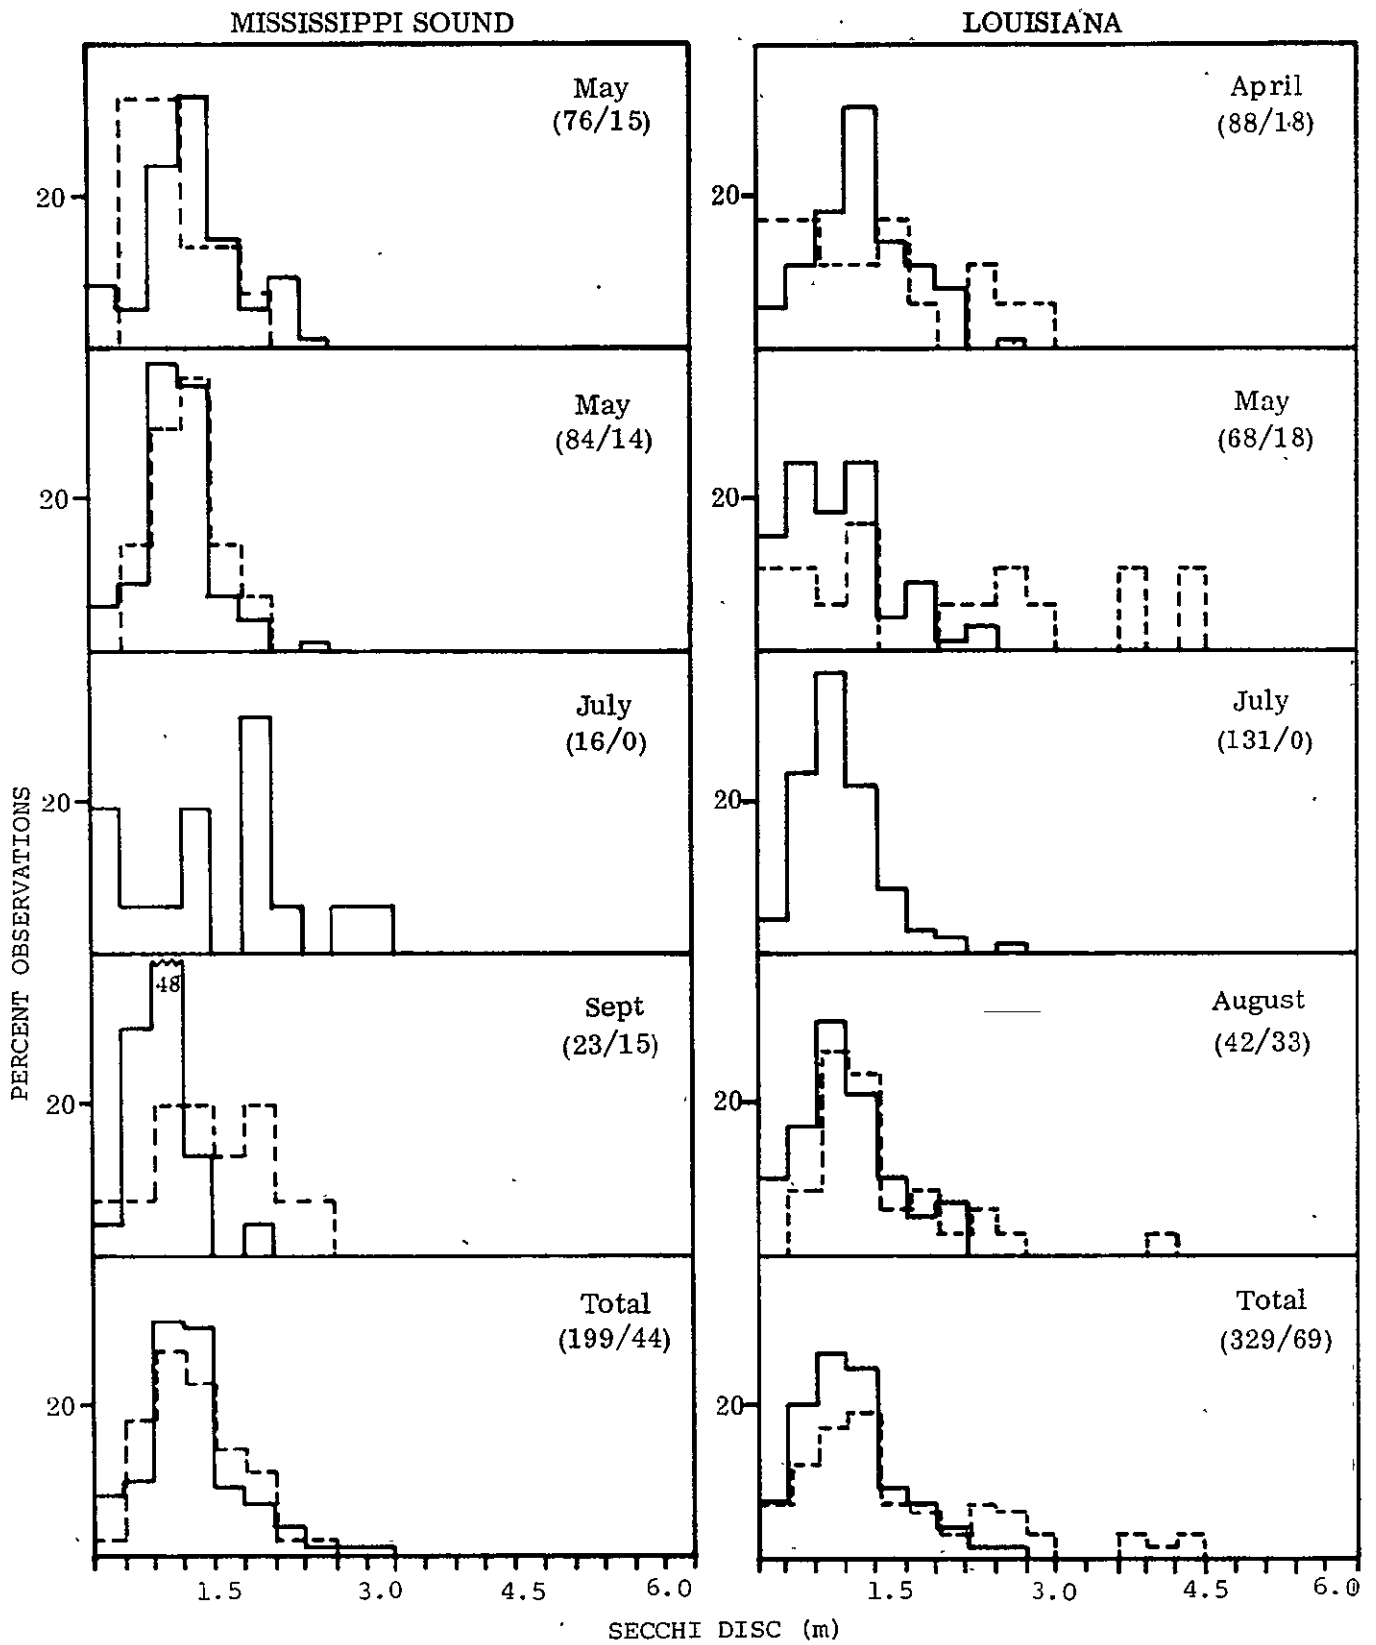 MISSISSIPPI SOUND
LOUISIANA
May
(76/15)
20
April
(88/18)
20
May
(84/14)
20
May
(68/18)
20
July
(16/0)
20
July
(131/0)
20
48
Sept
(23/15)
20
August
(42/33)
20
Total
(199/44)
20
Total
(329/69)
20
PERCENT OBSERVATIONS
1.5 3.0 4.5 6.0
1.5 3.0 4.5 6.0
SECCHI DISC (m)